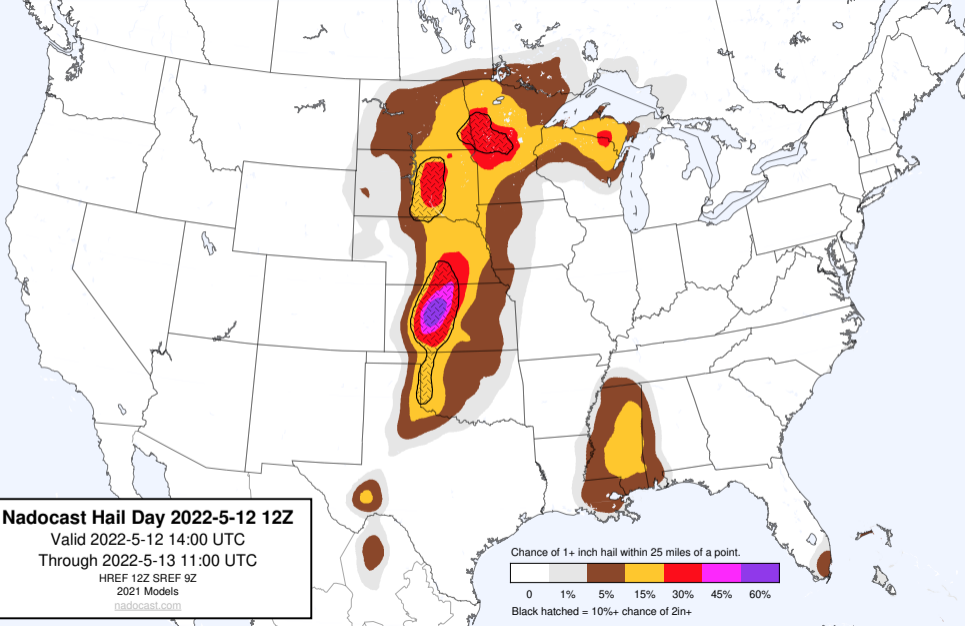 Nadocast Hail Day 2022-5-12 12Z
Valid 2022-5-12 14:00 UTC
Through 2022-5-13 11:00 UTC
HREF 12Z SREF 9Z
2021 Models
nadocast.com
Chance of 1+ inch hail within 25 miles of a point.
0 1% 5% 15% 30% 45% 60%
Black hatched = 10%+ chance of 2in+